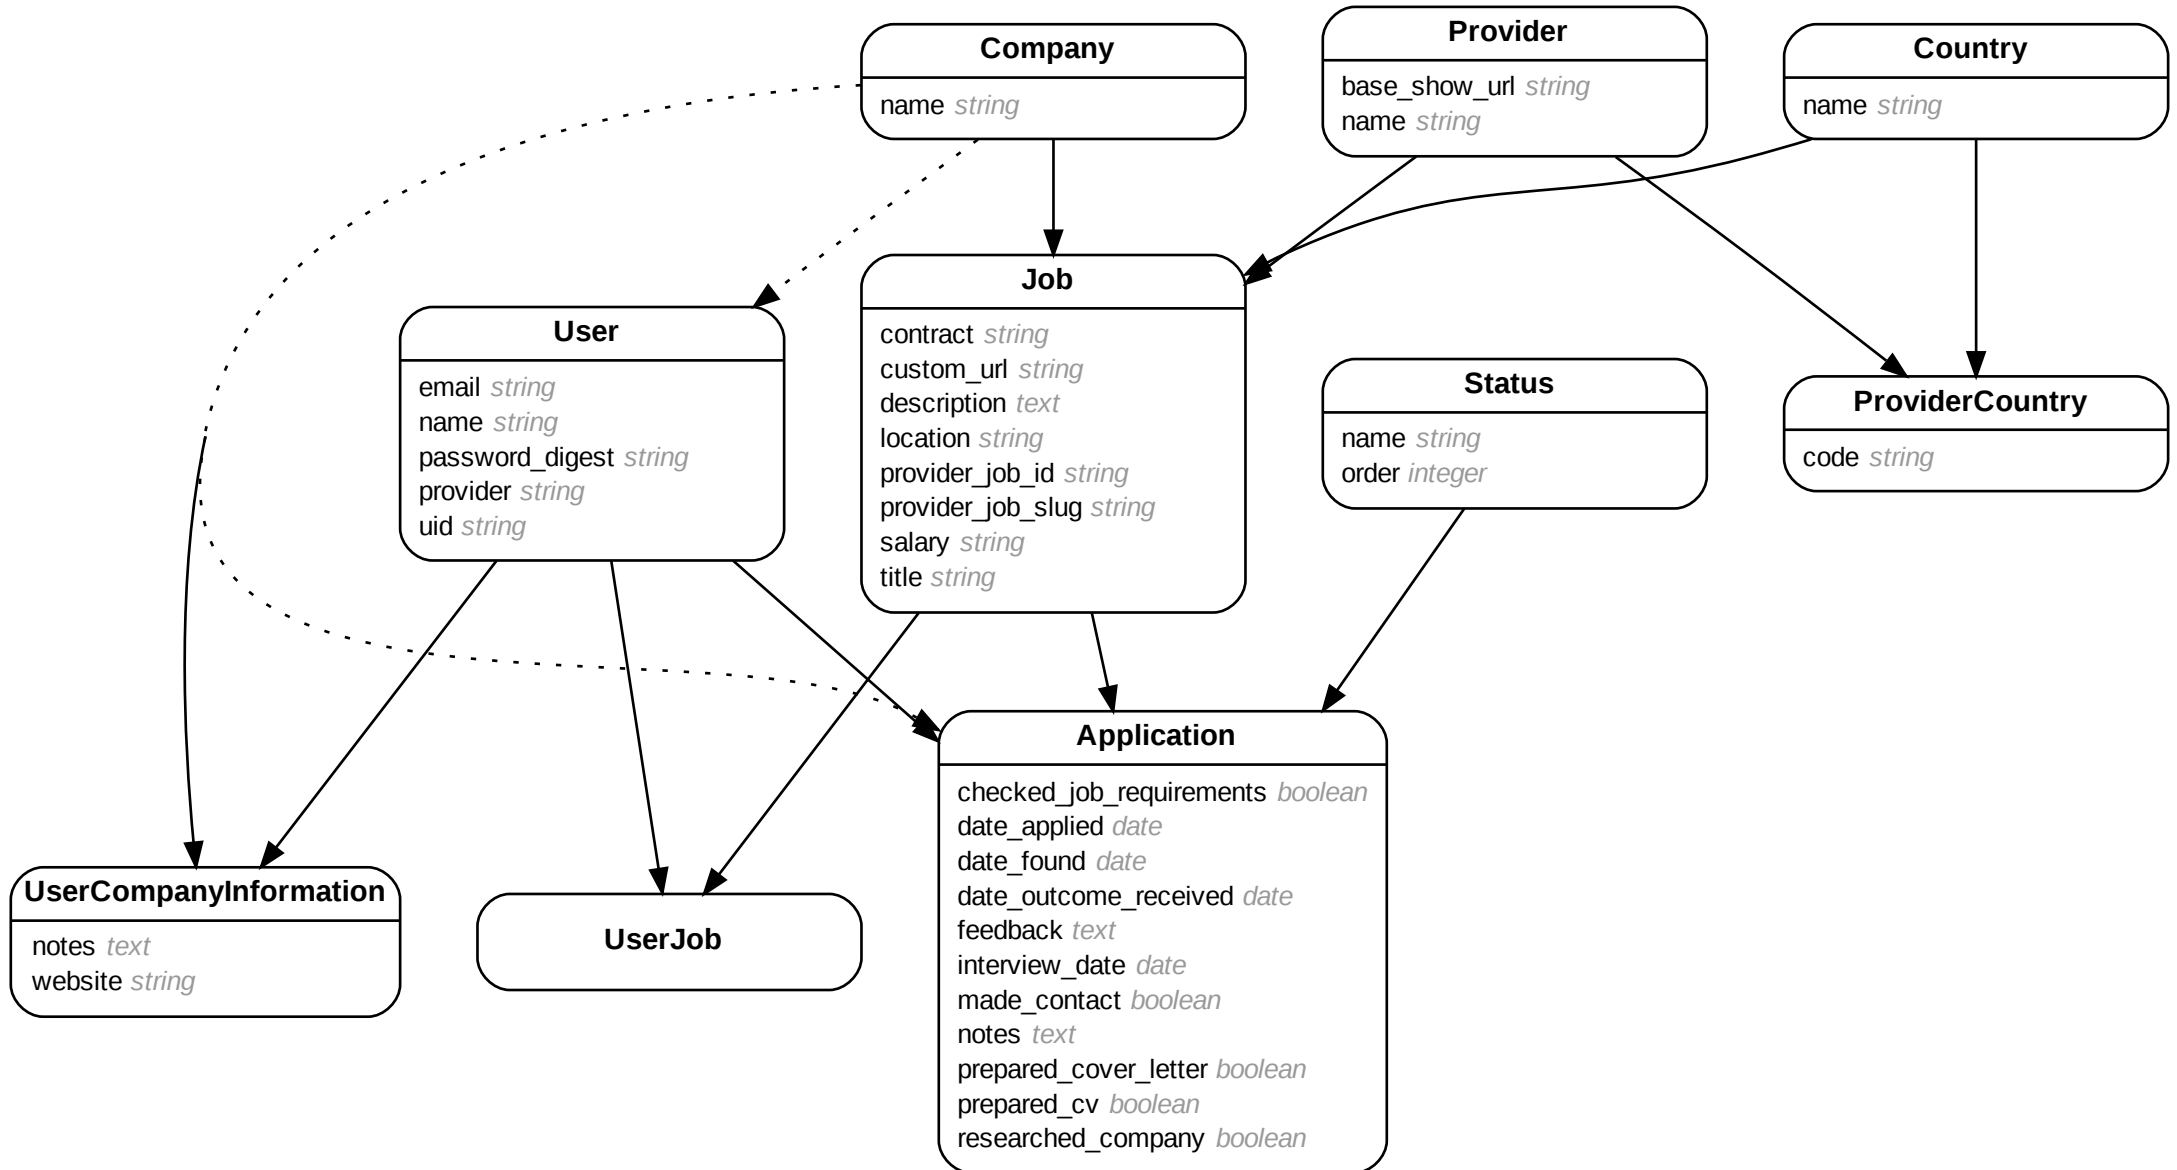 Company
name string
Provider
base_show_url string
name string
Country
name string
User
email string
name string
password_digest string
provider string
uid string
Job
contract string
custom_url string
description text
location string
provider_job_id string
provider_job_slug string
salary string
title string
Status
name string
order integer
ProviderCountry
code string
UserCompanyInformation
notes text
website string
UserJob
Application
checked_job_requirements boolean
date_applied date
date_found date
date_outcome_received date
feedback text
interview_date date
made_contact boolean
notes text
prepared_cover_letter boolean
prepared_cv boolean
researched_company boolean